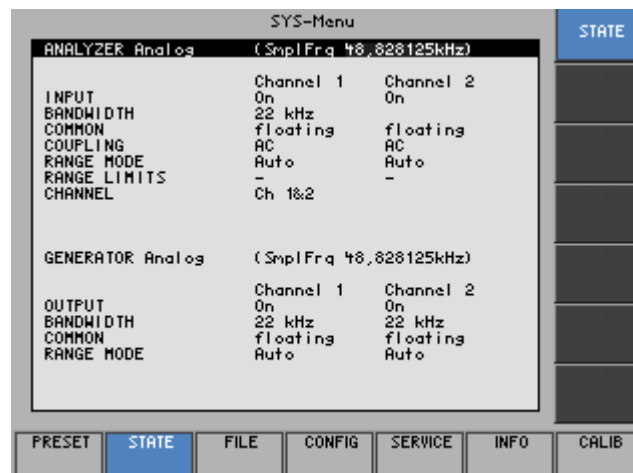 SYS-Menu
STATE
ANALYZER Analog (SmplFrq 48,828125kHz)
Channel 1 Channel 2
INPUT On On
BANDWIDTH 22 kHz
COMMON floating floating
COUPLING AC AC
RANGE MODE Auto Auto
RANGE LIMITS - -
CHANNEL Ch 1&2
GENERATOR Analog (SmplFrq 48,828125kHz)
Channel 1 Channel 2
OUTPUT On On
BANDWIDTH 22 kHz 22 kHz
COMMON floating floating
RANGE MODE Auto Auto
PRESET STATE FILE CONFIG SERVICE INFO CALIB